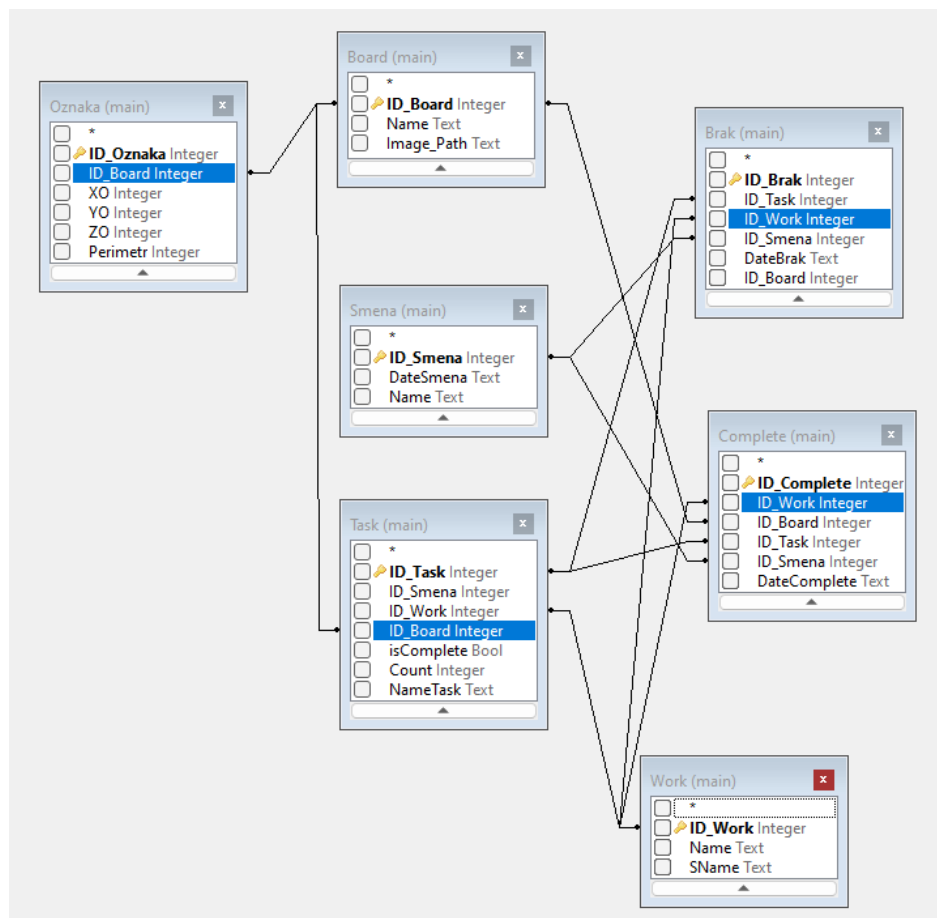 Oznaka (main)
*
ID_Oznaka Integer
ID_Board Integer
XO Integer
YO Integer
ZO Integer
Perimetr Integer
Board (main)
*
ID_Board Integer
Name Text
Image_Path Text
Smena (main)
*
ID_Smena Integer
DateSmena Text
Name Text
Task (main)
*
ID_Task Integer
ID_Smena Integer
ID_Work Integer
ID_Board Integer
isComplete Bool
Count Integer
NameTask Text
Brak (main)
*
ID_Brak Integer
ID_Task Integer
ID_Work Integer
ID_Smena Integer
DateBrak Text
ID_Board Integer
Complete (main)
*
ID_Complete Integer
ID_Work Integer
ID_Board Integer
ID_Task Integer
ID_Smena Integer
DateComplete Text
Work (main)
*
ID_Work Integer
Name Text
SName Text